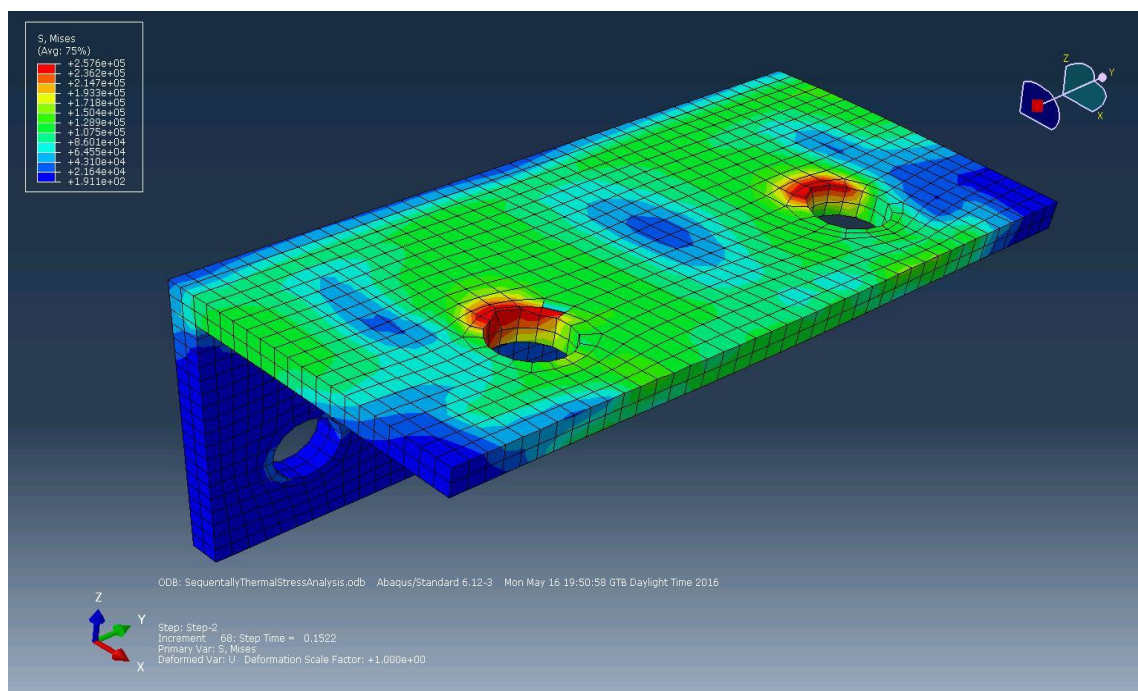 S, Mises
(Avg: 75%)
+2.576e+05
+2.362e+05
+2.147e+05
+1.933e+05
+1.718e+05
+1.504e+05
+1.289e+05
+1.075e+05
+8.601e+04
+6.455e+04
+4.310e+04
+2.164e+04
+1.911e+02
Z
Y
X
ODB: SequentallyThermalStressAnalysis.odb Abaqus/Standard 6.12-3 Mon May 16 19:50:58 GTB Daylight Time 2016
Z
Y
X
Step: Step-2
Increment 68: Step Time = 0.1522
Primary Var: S, Mises
Deformed Var: U Deformation Scale Factor: +1.000e+00